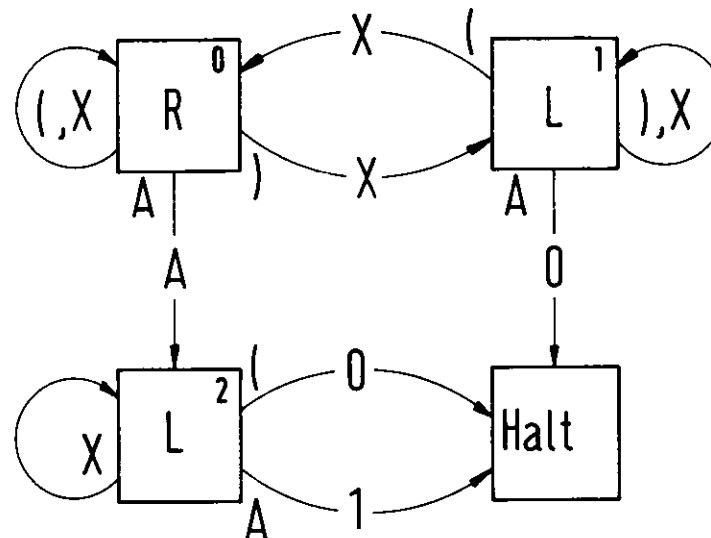 0 X ( 1
( , X R L ) , X
A ) X A
A 0
2 ( 0
X L Halt
A 1